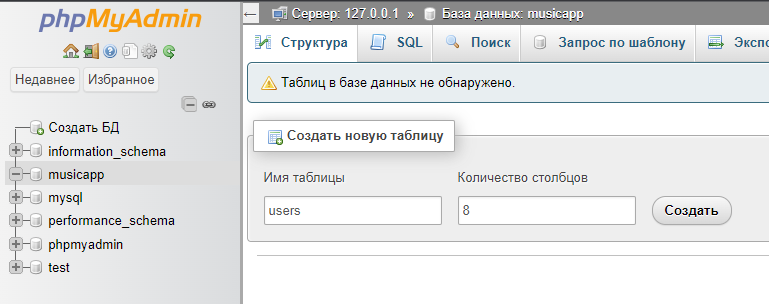 phpMyAdmin
Недавнее Избранное
Создать БД
information_schema
musicapp
mysql
performance_schema
phpmyadmin
test
Сервер: 127.0.0.1 » База данных: musicapp
Структура SQL Поиск Запрос по шаблону Экспо
Таблиц в базе данных не обнаружено.
Создать новую таблицу
Имя таблицы Количество столбцов
users 8 Создать